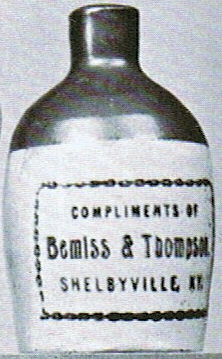 COMPLIMENTS OF
Bemiss & Thompson.
SHELBYVILLE, KY.